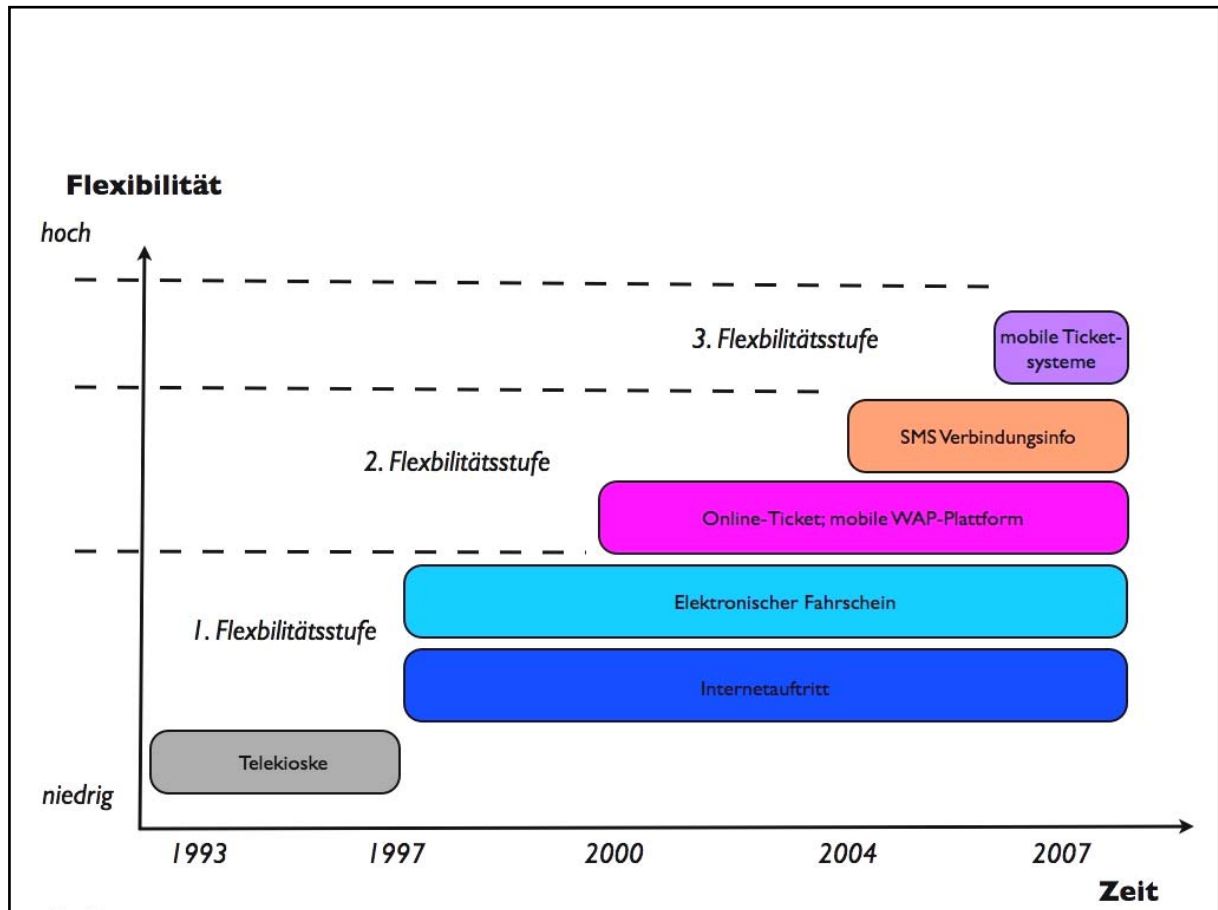 Flexibilität
hoch
3. Flexbilitätsstufe
mobile Ticket-
systeme
SMS Verbindungsinfo
2. Flexbilitätsstufe
Online-Ticket; mobile WAP-Plattform
Elektronischer Fahrschein
1. Flexbilitätsstufe
Internetauftritt
Telekioske
niedrig
1993 1997 2000 2004 2007
Zeit